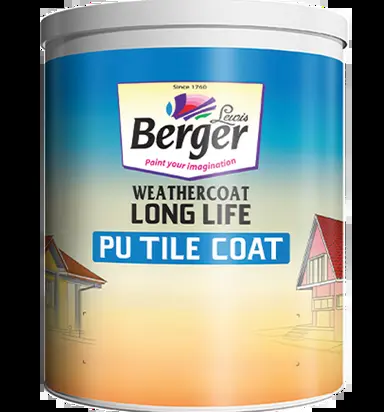 Since 1760
Lewis
Berger
Paint your imagination
WEATHERCOAT
LONG LIFE
PU TILE COAT